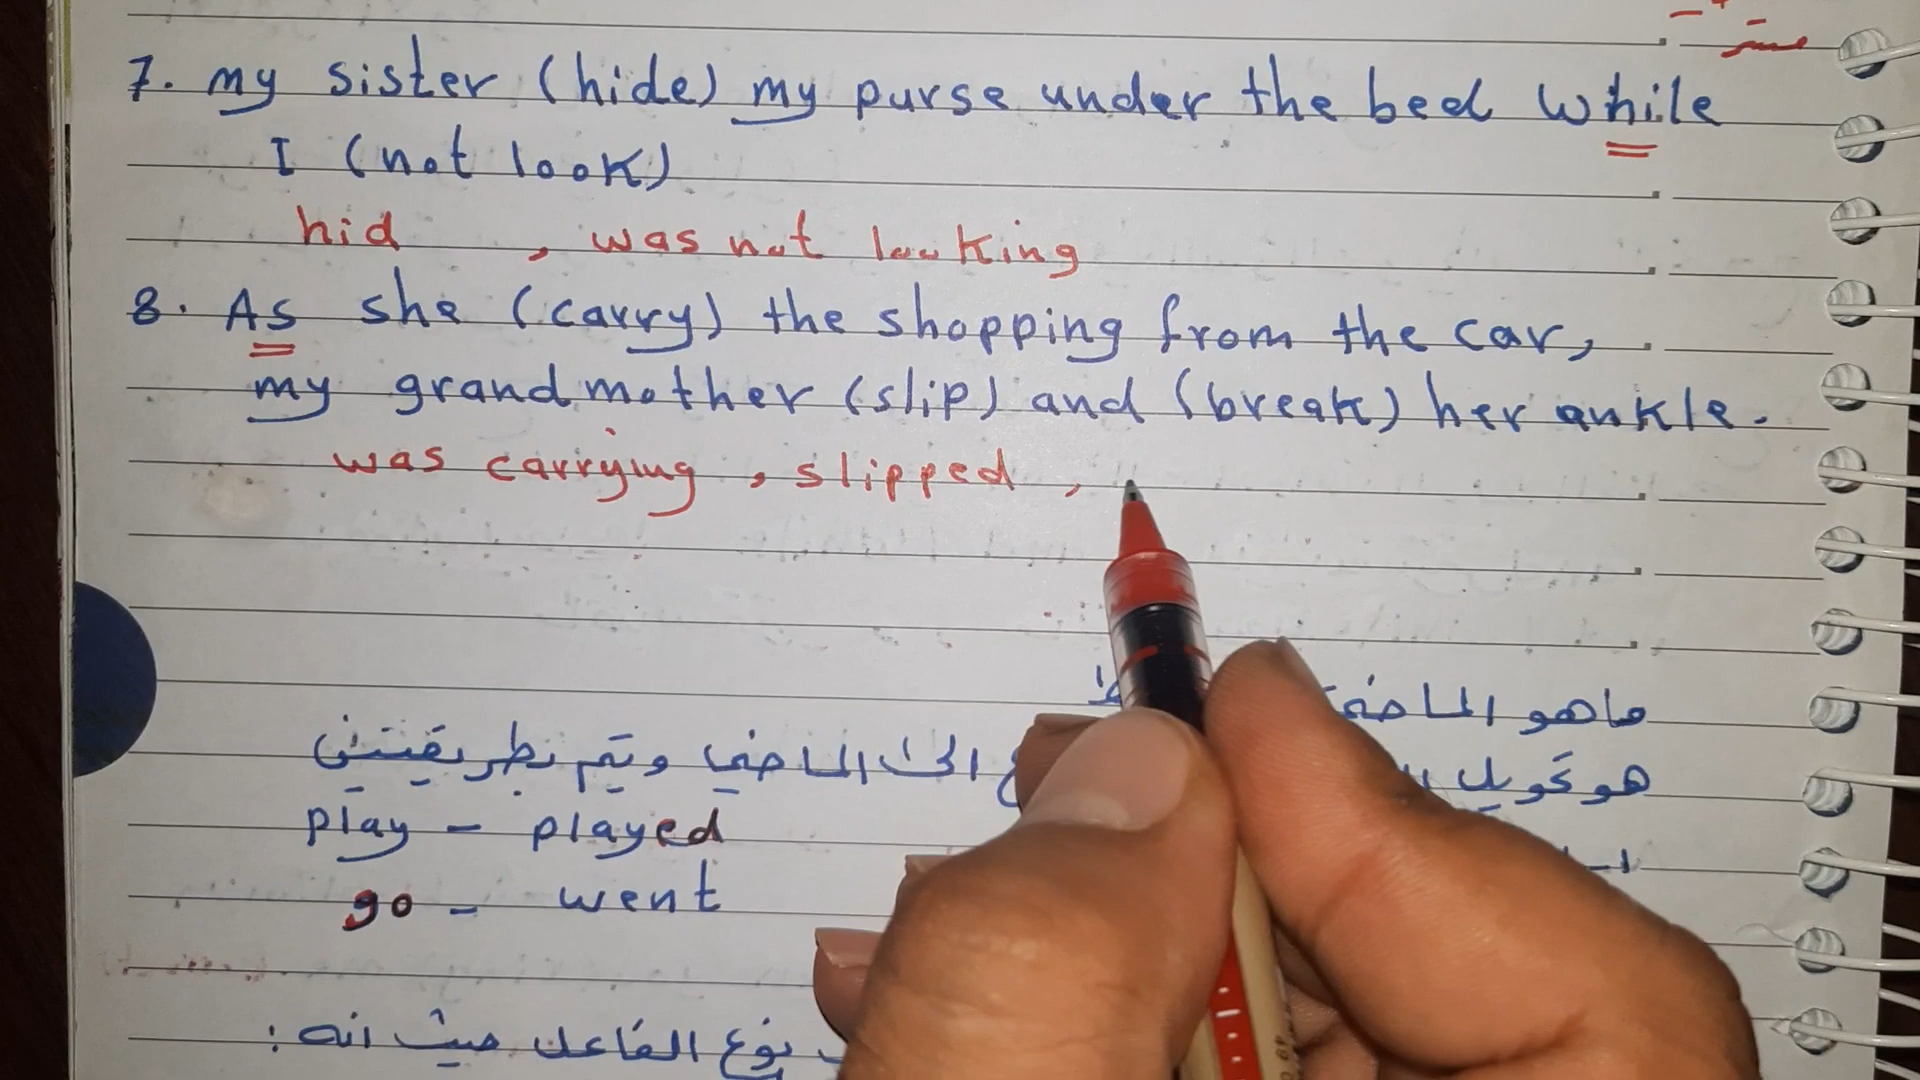 7. my sister (hide) my purse under the bed while
I (not look)
hid , was not looking
8. As she (carry) the shopping from the car,
my grandmother (slip) and (break) her ankle.
was carrying , slipped ,
ماهو الماضي
هو تحويل الى الماضي ويتم بطريقتين
play - played
go - went
نوع الفاعل حيث انه :